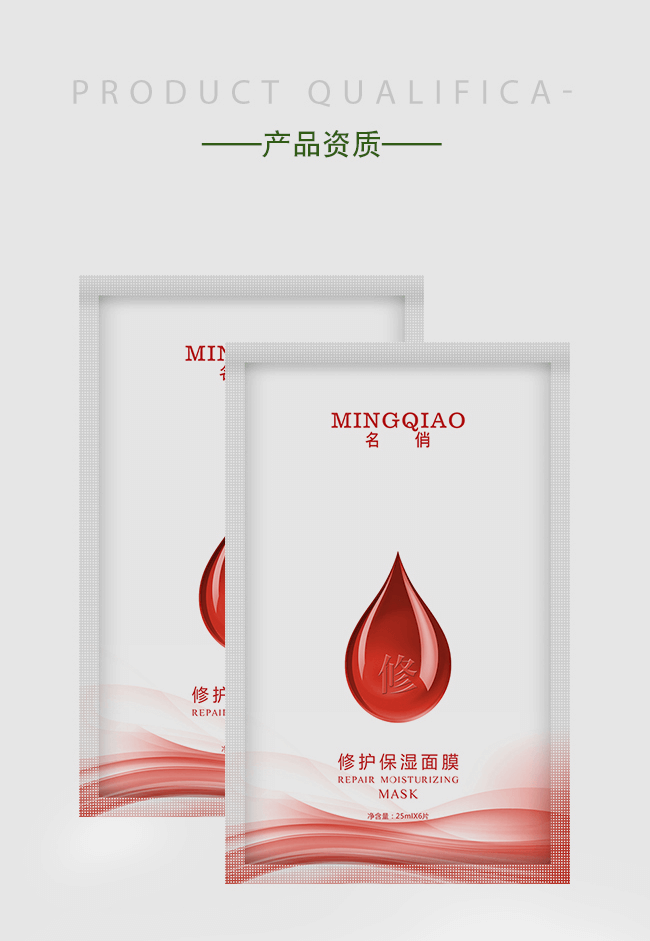 PRODUCT QUALIFICA-
——产品资质——
MINGQIAO
名 俏
修
修护保湿面膜
REPAIR MOISTURIZING
MASK
净含量：25mlX6片